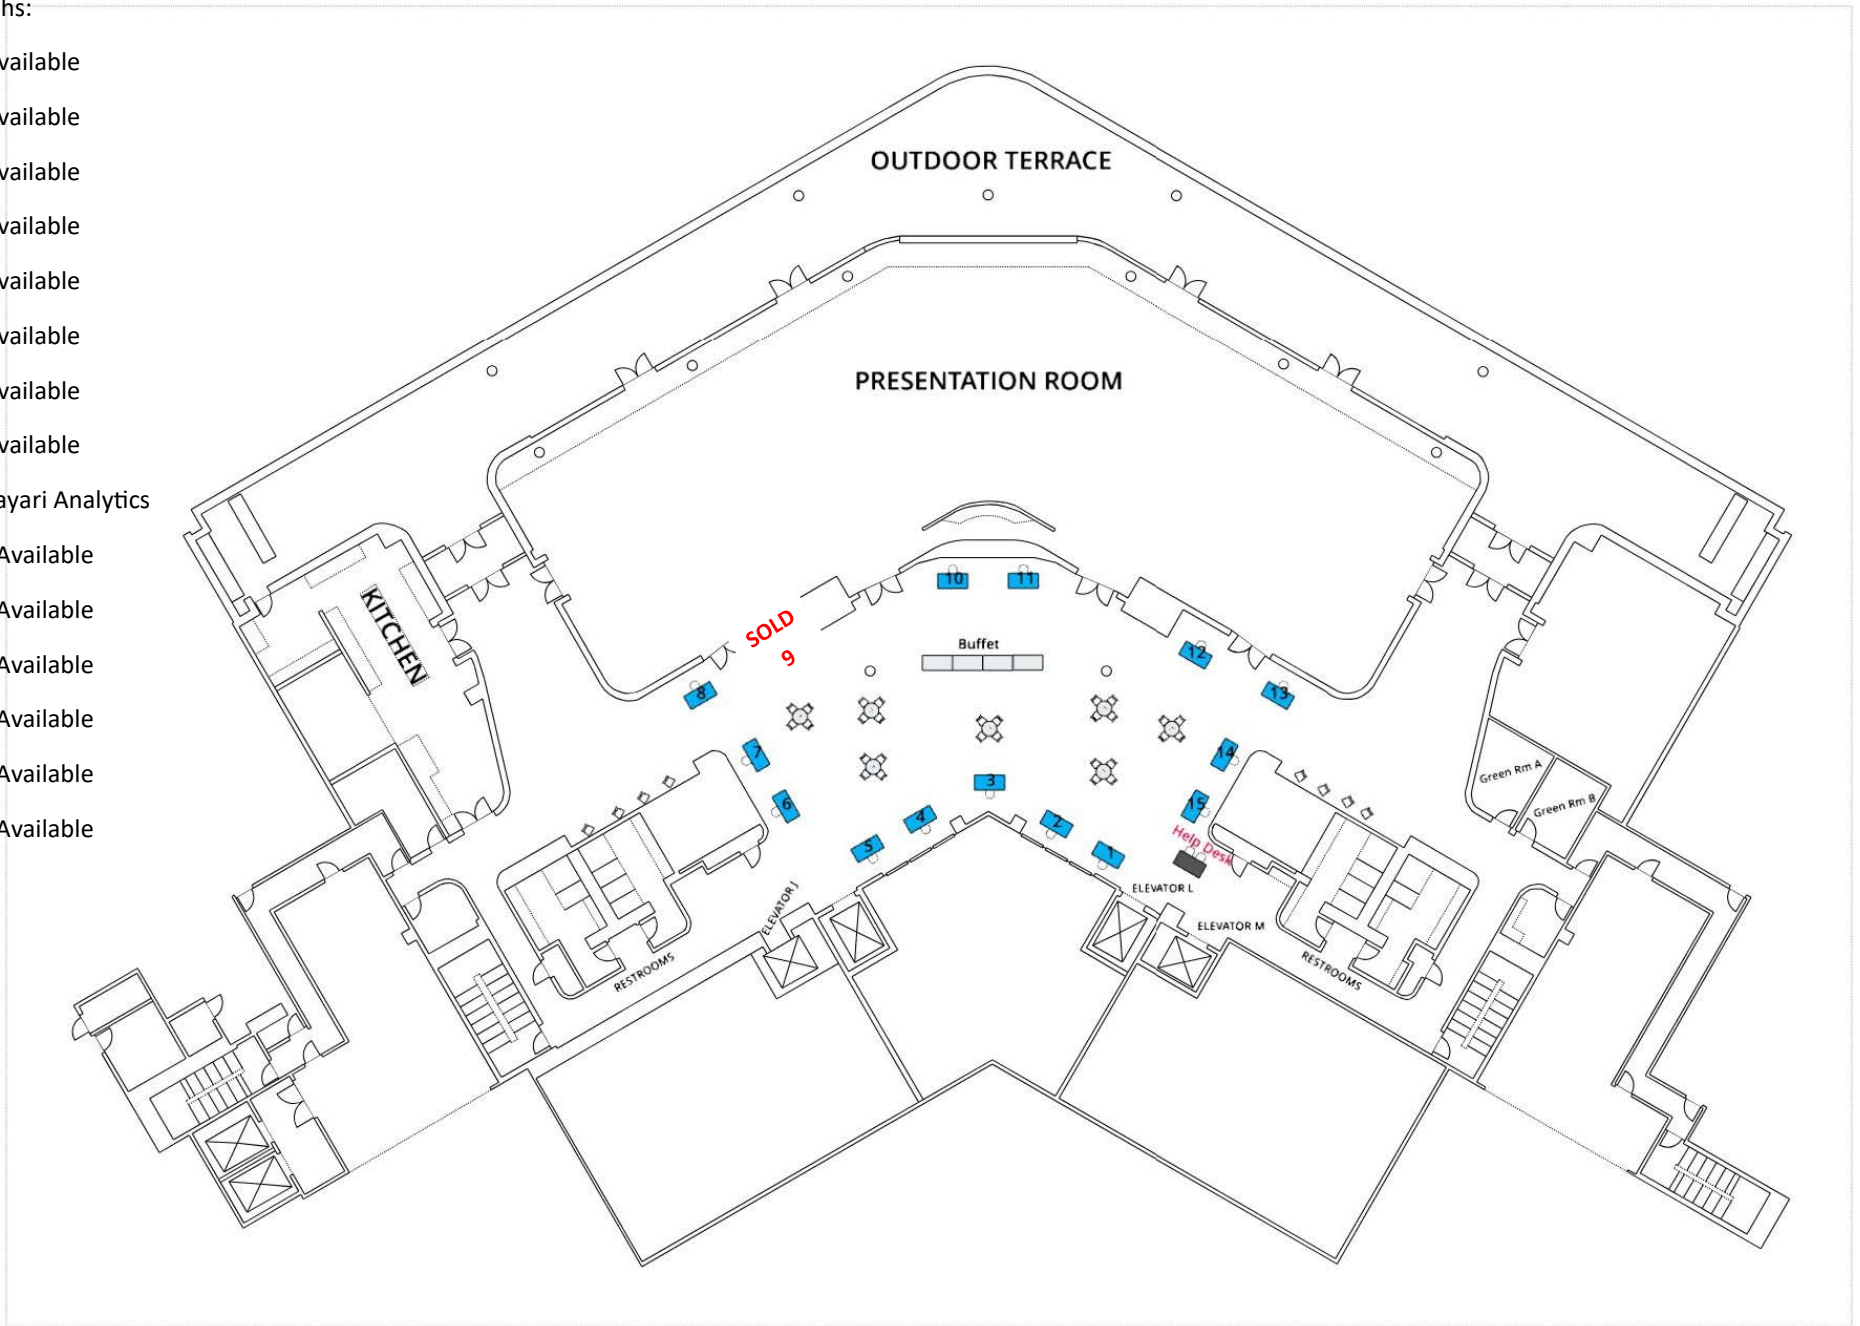 hs:
vailable
vailable
vailable
vailable
vailable
vailable
vailable
vailable
ayari Analytics
Available
Available
Available
Available
Available
Available
OUTDOOR TERRACE
PRESENTATION ROOM
KITCHEN
SOLD
9
10
11
Buffet
12
8
13
7
14
3
6
15
4
2
5
1
Help Desk
Green Rm A
Green Rm B
ELEVATOR J
ELEVATOR L
ELEVATOR M
RESTROOMS
RESTROOMS